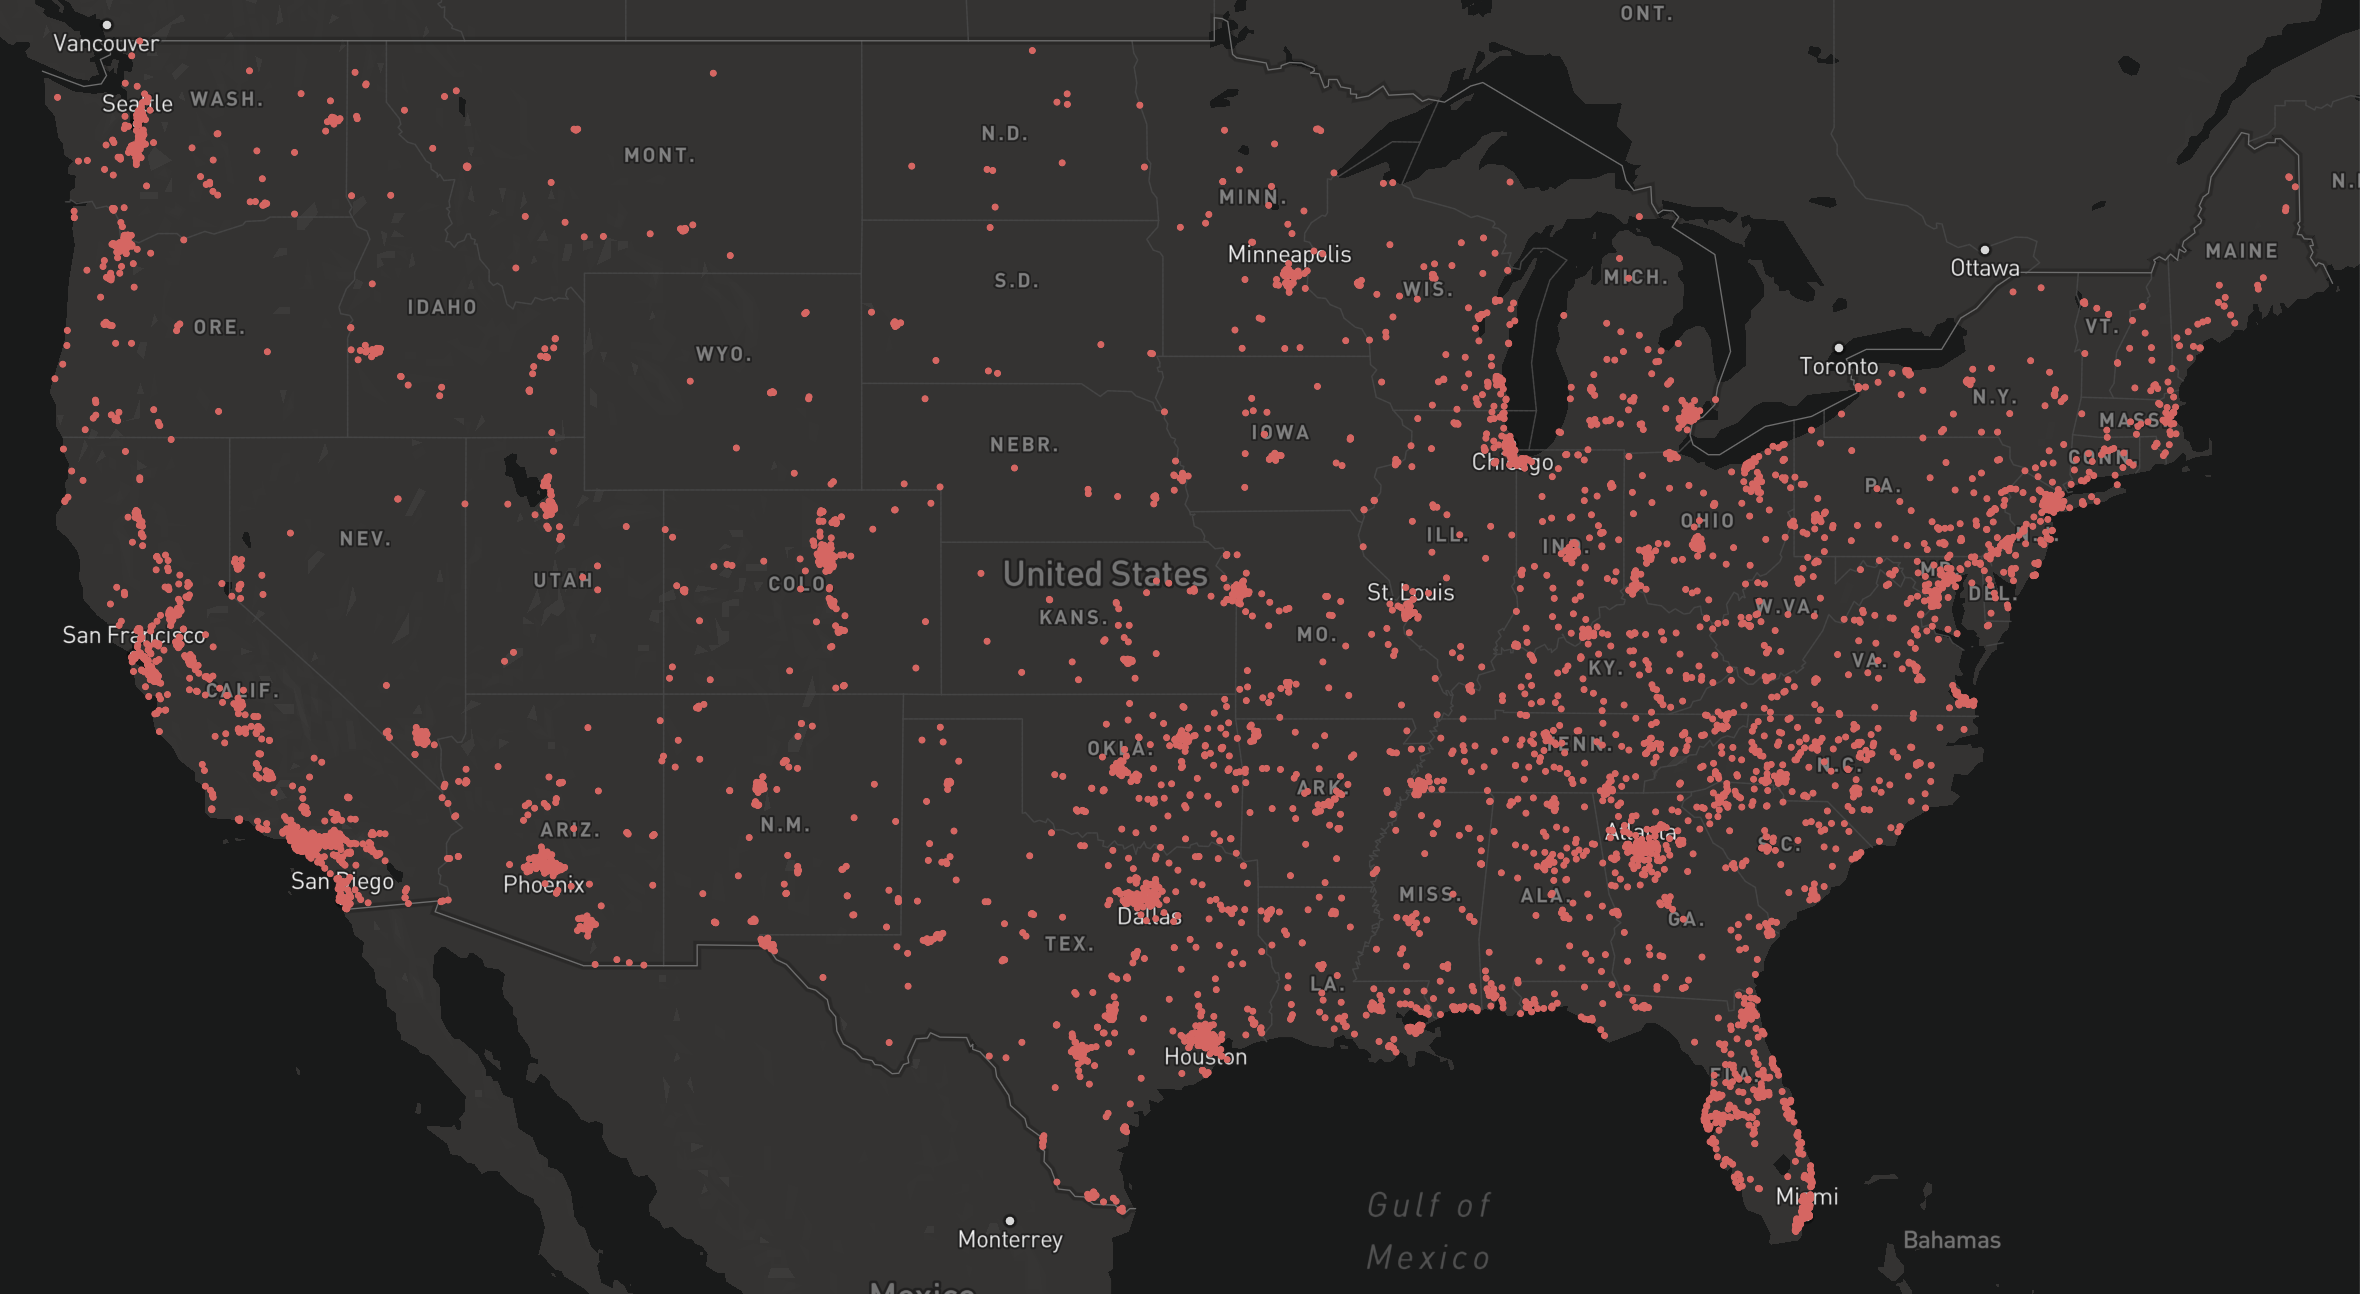 ONT.
Vancouver
Seattle
WASH.
MONT.
N.D.
MINN.
Minneapolis
WIS.
MICH.
Ottawa
MAINE
N.
VT.
Toronto
N.Y.
MASS
CONN.
ORE.
IDAHO
WYO.
S.D.
NEBR.
IOWA
Chicago
PA.
OHIO
N.J.
NEV.
UTAH
COLO
United States
KANS.
MO.
St. Louis
ILL.
IND.
MD.
DEL.
W.VA.
VA.
KY.
San Francisco
CALIF.
OKLA.
ARK.
TENN.
N.C.
S.C.
Atlanta
ARIZ.
N.M.
San Diego
Phoenix
Dallas
TEX.
MISS.
ALA.
GA.
LA.
Houston
FLA.
Miami
Gulf of
Mexico
Monterrey
Bahamas
Mexico